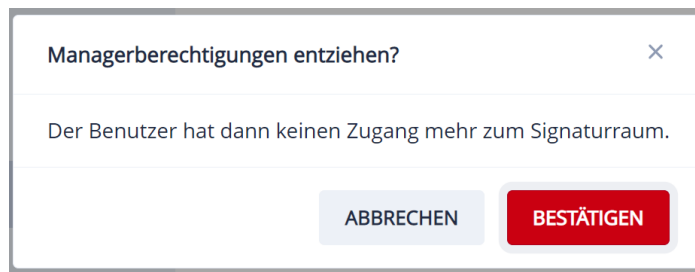 Managerberechtigungen entziehen?
Der Benutzer hat dann keinen Zugang mehr zum Signaturraum.
ABBRECHEN BESTÄTIGEN